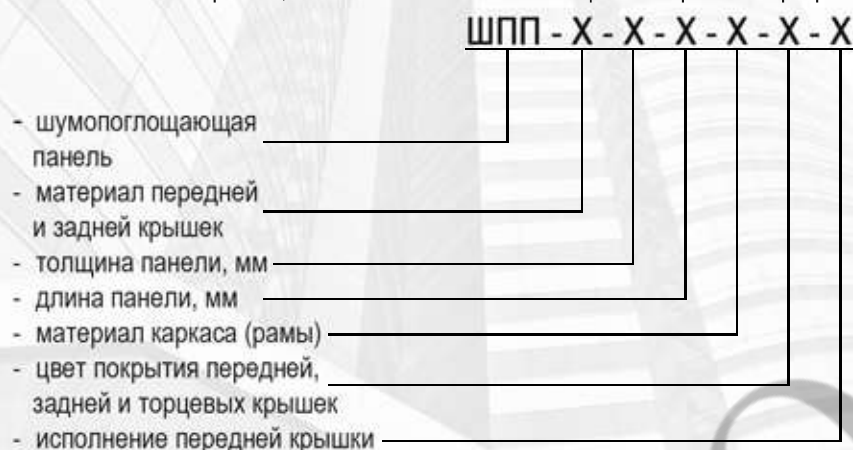 ШПП - Х - Х - Х - Х - Х - Х
- шумопоглощающая
панель
- материал передней
и задней крышек
- толщина панели, мм
- длина панели, мм
- материал каркаса (рамы)
- цвет покрытия передней,
задней и торцевых крышек
- исполнение передней крышки